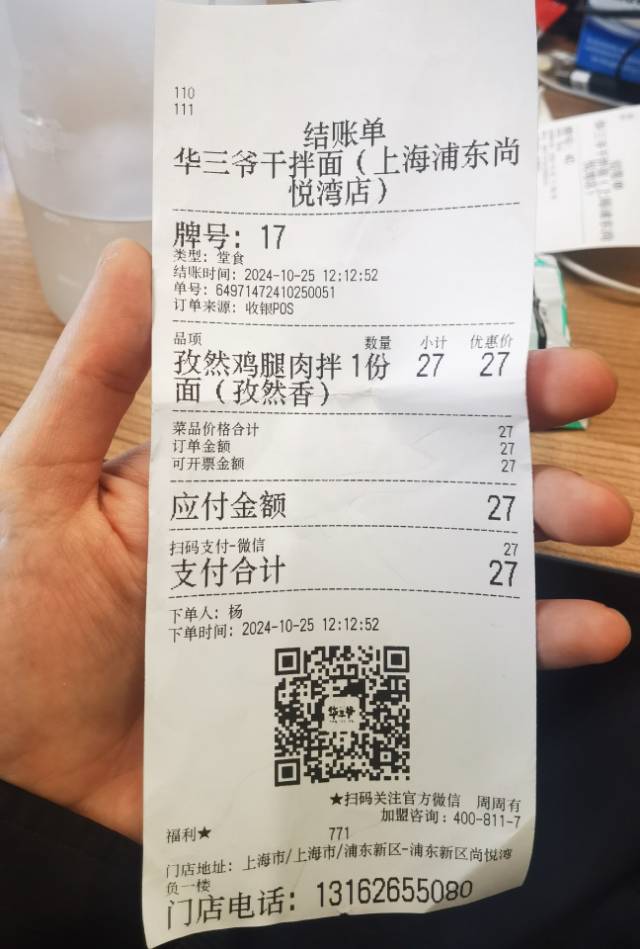 110
111
结账单
华三爷干拌面（上海浦东尚
悦湾店）
牌号: 17
类型: 堂食
结账时间: 2024-10-25 12:12:52
单号: 64971472410250051
订单来源: 收银POS
品项 数量 小计 优惠价
孜然鸡腿肉拌 1份 27 27
面（孜然香）
菜品价格合计 27
订单金额 27
可开票金额 27
应付金额 27
扫码支付-微信 27
支付合计 27
下单人: 杨
下单时间: 2024-10-25 12:12:52
华三爷
★扫码关注官方微信 周周有
加盟咨询: 400-811-7
福利★ 771
门店地址: 上海市/上海市/浦东新区-浦东新区尚悦湾
负一楼
门店电话: 13162655080